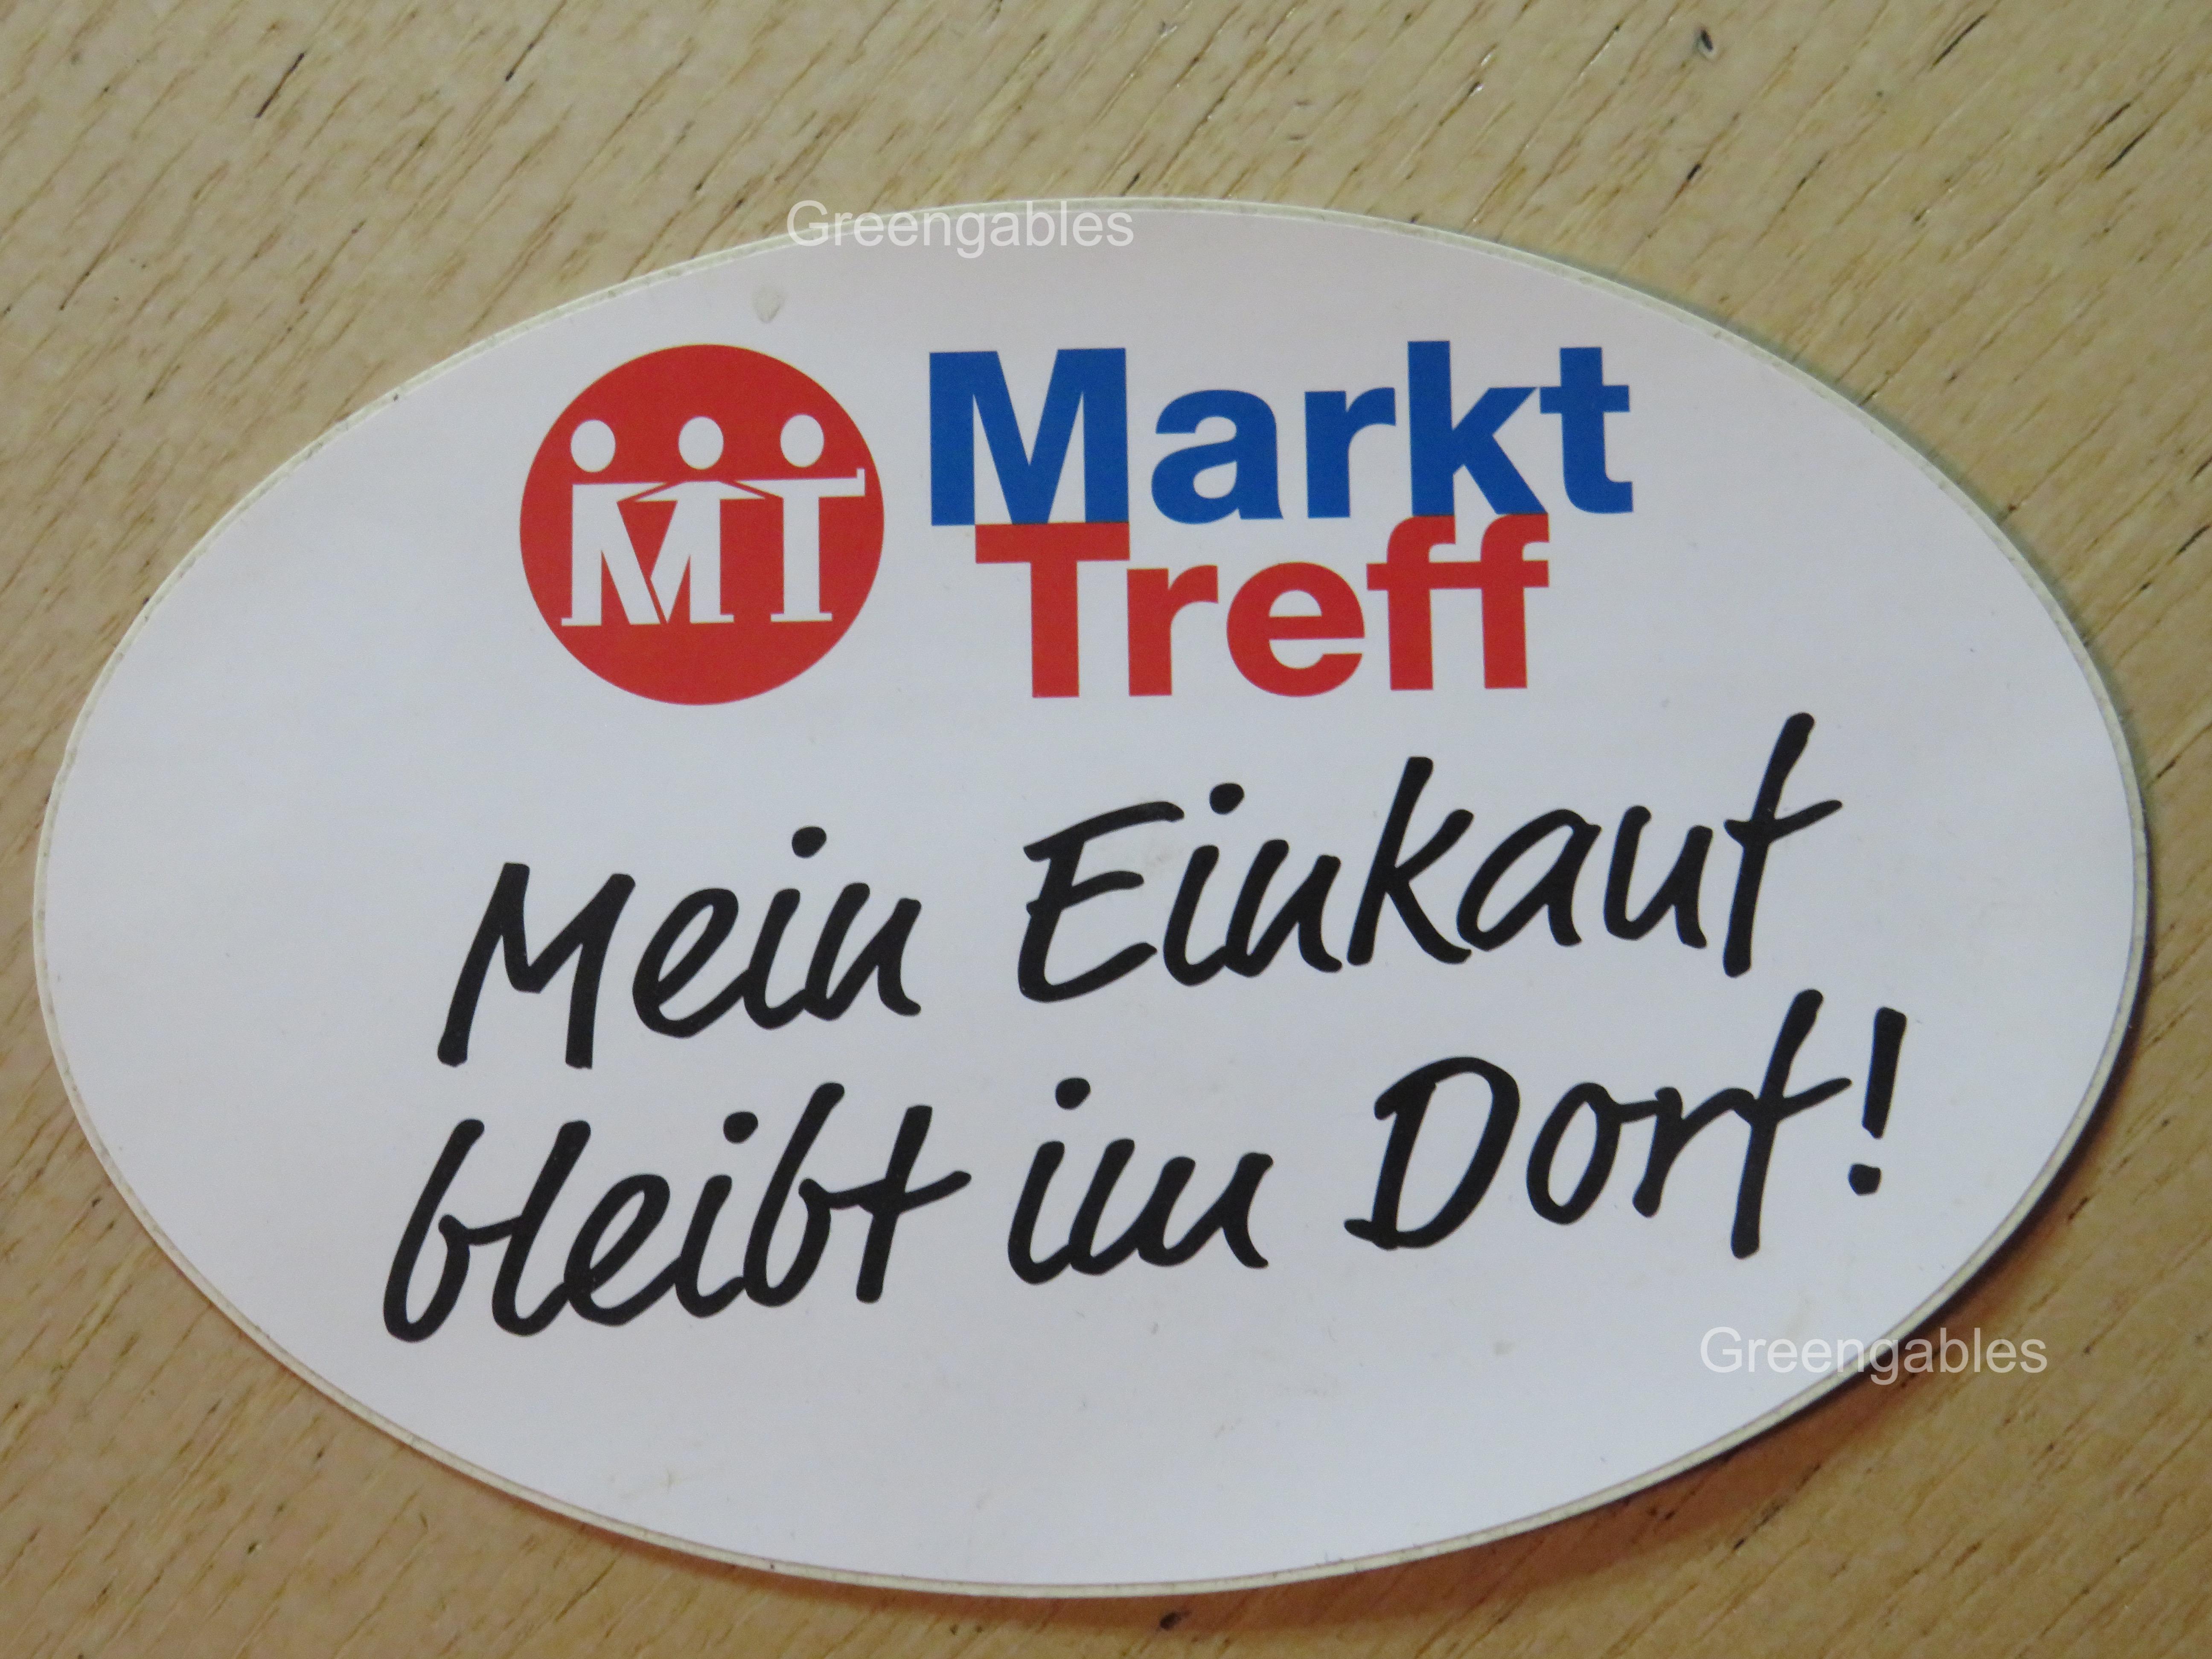 Greengables
MT
Markt
Treff
Mein Einkauf
bleibt im Dorf!
Greengables